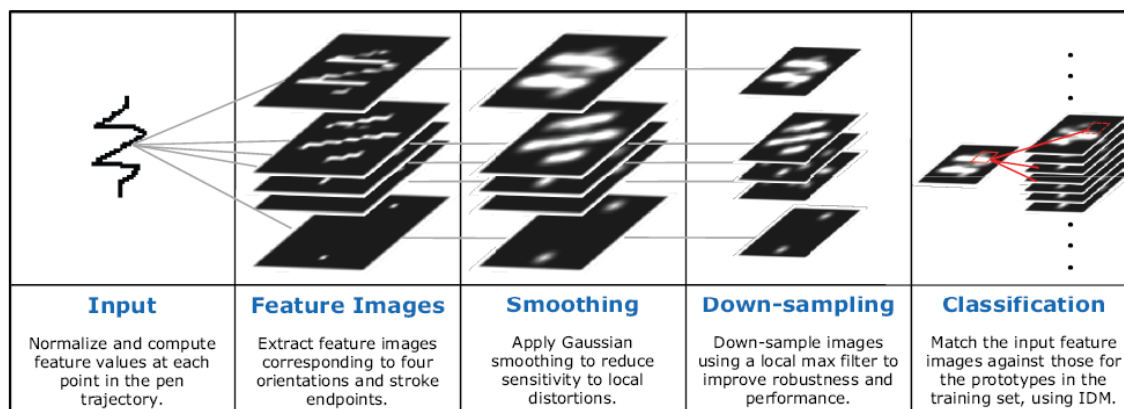 Input
Normalize and compute
feature values at each
point in the pen
trajectory.
Feature Images
Extract feature images
corresponding to four
orientations and stroke
endpoints.
Smoothing
Apply Gaussian
smoothing to reduce
sensitivity to local
distortions.
Down-sampling
Down-sample images
using a local max filter to
improve robustness and
performance.
Classification
Match the input feature
images against those for
the prototypes in the
training set, using IDM.